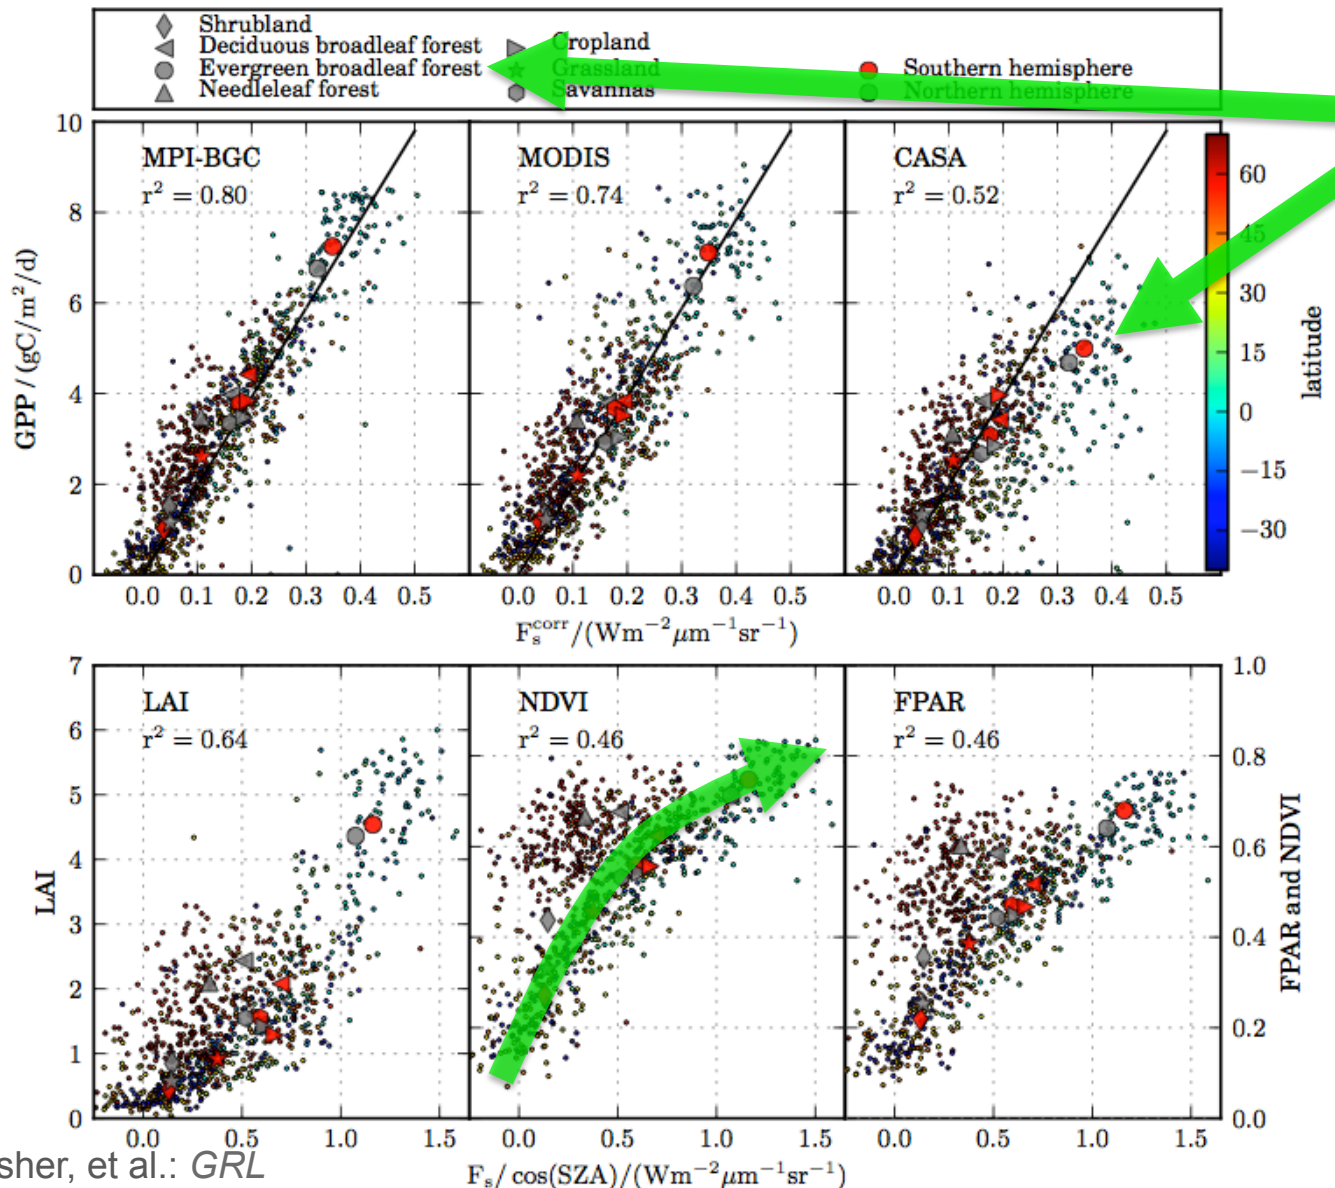 Shrubland
Deciduous broadleaf forest
Evergreen broadleaf forest
Needleleaf forest
Cropland
Grassland
Savannas
Southern hemisphere
Northern hemisphere
MPI-BGC
r² = 0.80
MODIS
r² = 0.74
CASA
r² = 0.52
10
8
6
4
2
0
GPP / (gC/m²/d)
0.0 0.1 0.2 0.3 0.4 0.5
0.0 0.1 0.2 0.3 0.4 0.5
0.0 0.1 0.2 0.3 0.4 0.5
F_s^corr/(Wm⁻²μm⁻¹sr⁻¹)
60
45
30
15
0
−15
−30
latitude
LAI
r² = 0.64
NDVI
r² = 0.46
FPAR
r² = 0.46
7
6
5
4
3
2
1
0
LAI
1.0
0.8
0.6
0.4
0.2
0.0
FPAR and NDVI
0.0 0.5 1.0 1.5
0.0 0.5 1.0 1.5
0.0 0.5 1.0 1.5
F_s/cos(SZA)/(Wm⁻²μm⁻¹sr⁻¹)
sher, et al.: GRL